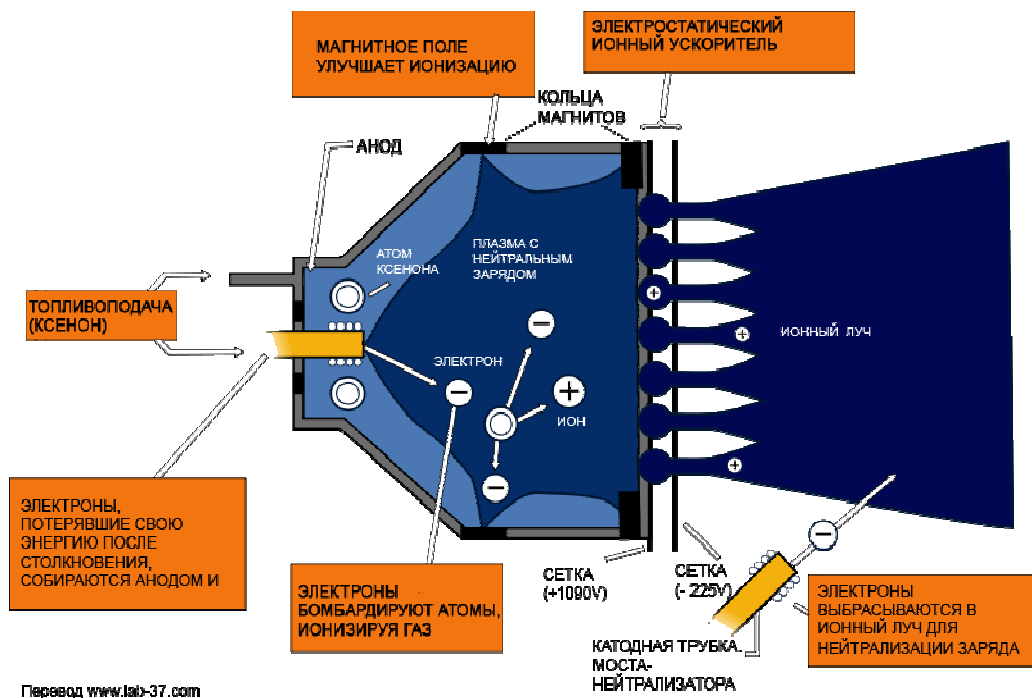 МАГНИТНОЕ ПОЛЕ
УЛУЧШАЕТ ИОНИЗАЦИЮ
ЭЛЕКТРОСТАТИЧЕСКИЙ
ИОННЫЙ УСКОРИТЕЛЬ
КОЛЬЦА
МАГНИТОВ
АНОД
АТОМ
КСЕНОНА
ПЛАЗМА С
НЕЙТРАЛЬНЫМ
ЗАРЯДОМ
ТОПЛИВОПОДАЧА
(КСЕНОН)
ЭЛЕКТРОН
ИОН
ИОННЫЙ ЛУЧ
ЭЛЕКТРОНЫ,
ПОТЕРЯВШИЕ СВОЮ
ЭНЕРГИЮ ПОСЛЕ
СТОЛКНОВЕНИЯ,
СОБИРАЮТСЯ АНОДОМ И
ЭЛЕКТРОНЫ
БОМБАРДИРУЮТ АТОМЫ,
ИОНИЗИРУЯ ГАЗ
СЕТКА
(+1090V)
СЕТКА
(- 225V)
КАТОДНАЯ ТРУБКА.
МОСТА-
НЕЙТРАЛИЗАТОРА
ЭЛЕКТРОНЫ
ВЫБРАСЫВАЮТСЯ В
ИОННЫЙ ЛУЧ ДЛЯ
НЕЙТРАЛИЗАЦИИ ЗАРЯДА
Перевод www.lab-37.com